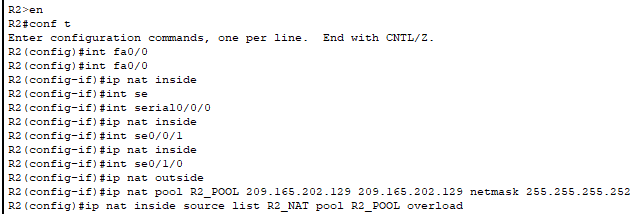 R2>en
R2#conf t
Enter configuration commands, one per line.  End with CNTL/Z.
R2(config)#int fa0/0
R2(config)#int fa0/0
R2(config-if)#ip nat inside
R2(config-if)#int se
R2(config-if)#int serial0/0/0
R2(config-if)#ip nat inside
R2(config-if)#int se0/0/1
R2(config-if)#ip nat inside
R2(config-if)#int se0/1/0
R2(config-if)#ip nat outside
R2(config-if)#ip nat pool R2_POOL 209.165.202.129 209.165.202.129 netmask 255.255.255.252
R2(config)#ip nat inside source list R2_NAT pool R2_POOL overload